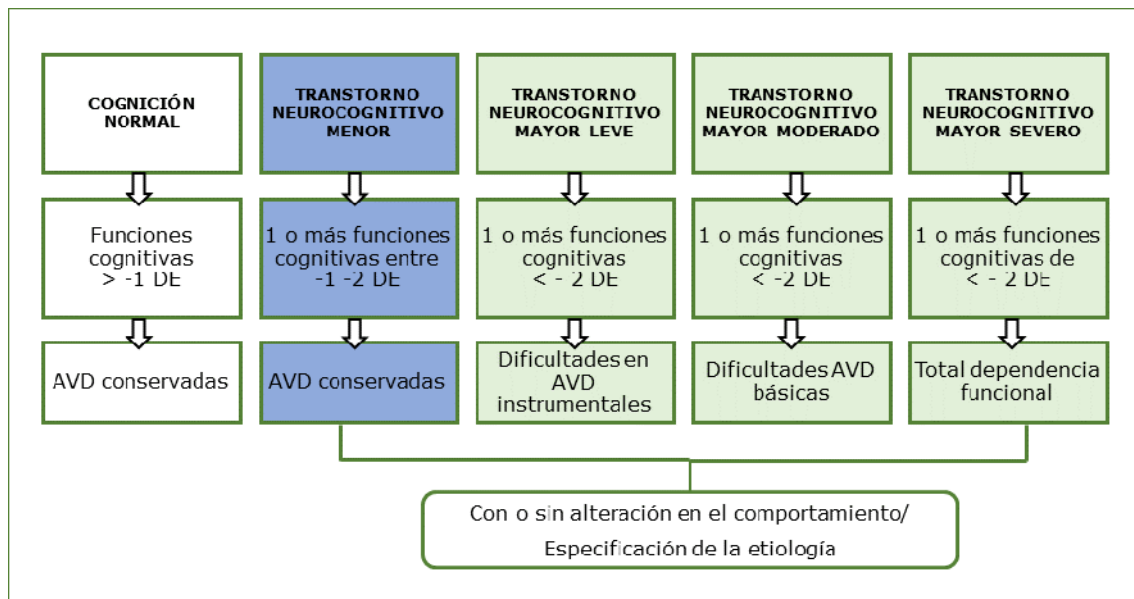 COGNICIÓN
NORMAL
TRANSTORNO
NEUROCOGNITIVO
MENOR
TRANSTORNO
NEUROCOGNITIVO
MAYOR LEVE
TRANSTORNO
NEUROCOGNITIVO
MAYOR MODERADO
TRANSTORNO
NEUROCOGNITIVO
MAYOR SEVERO
Funciones
cognitivas
> -1 DE
1 o más funciones
cognitivas entre
-1 -2 DE
1 o más funciones
cognitivas
< - 2 DE
1 o más funciones
cognitivas
< -2 DE
1 o más funciones
cognitivas de
< - 2 DE
AVD conservadas
AVD conservadas
Dificultades en
AVD
instrumentales
Dificultades AVD
básicas
Total dependencia
funcional
Con o sin alteración en el comportamiento/
Especificación de la etiología